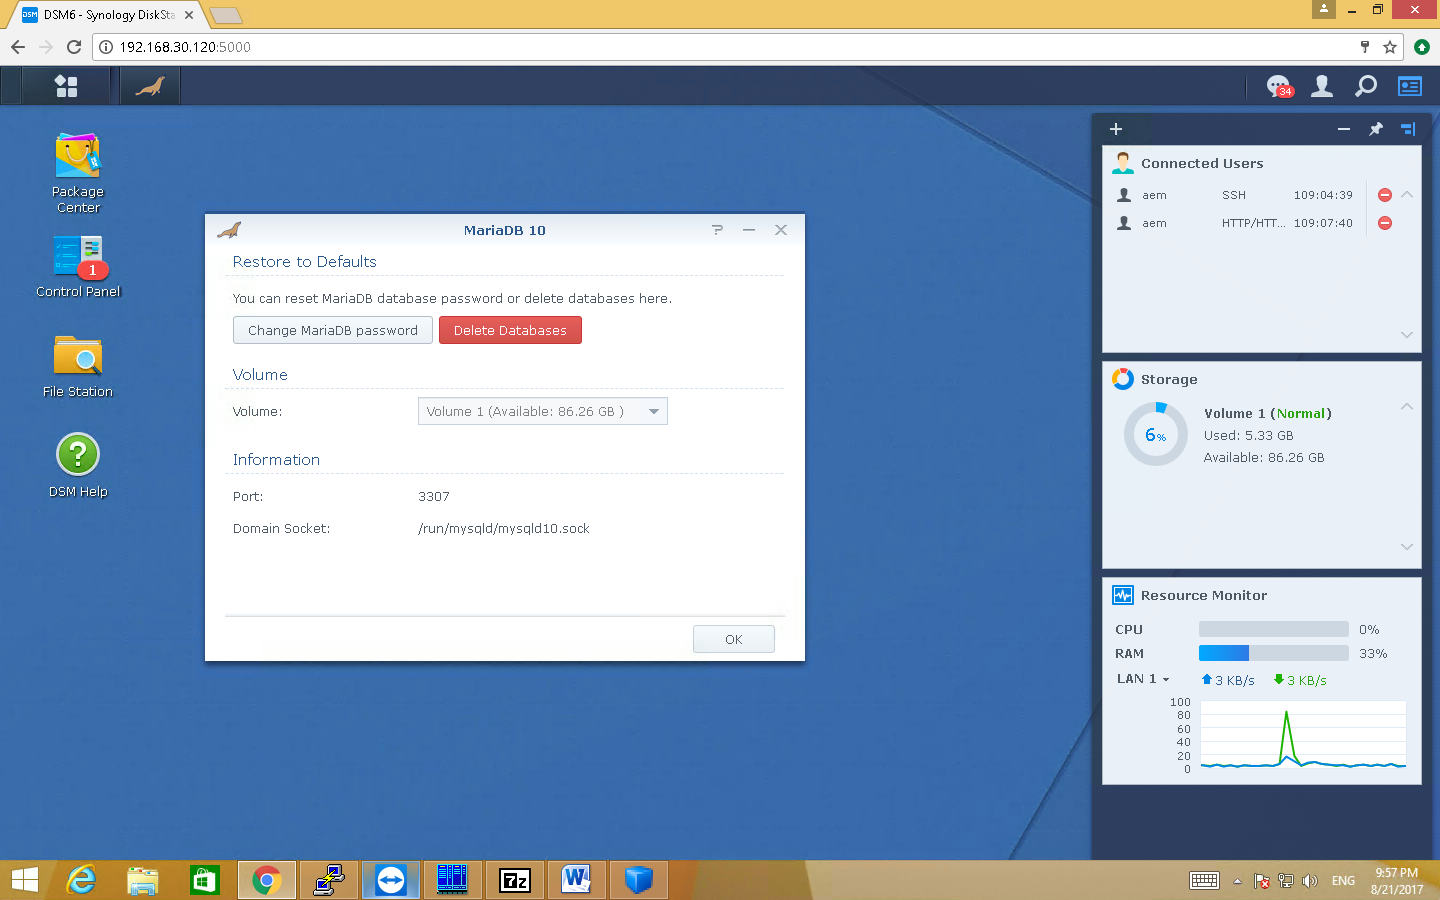 DSM6 - Synology DiskSta
192.168.30.120:5000
34
Package
Center
1
Control Panel
File Station
?
DSM Help
MariaDB 10
Restore to Defaults
You can reset MariaDB database password or delete databases here.
Change MariaDB password
Delete Databases
Volume
Volume:
Volume 1 (Available: 86.26 GB )
Information
Port:
3307
Domain Socket:
/run/mysqld/mysqld10.sock
OK
Connected Users
aem SSH 109:04:39
aem HTTP/HTT... 109:07:40
Storage
6%
Volume 1 (Normal)
Used: 5.33 GB
Available: 86.26 GB
Resource Monitor
CPU 0%
RAM 33%
LAN 1 3 KB/s 3 KB/s
100
80
60
40
20
0
7z
W
ENG
9:57 PM
8/21/2017